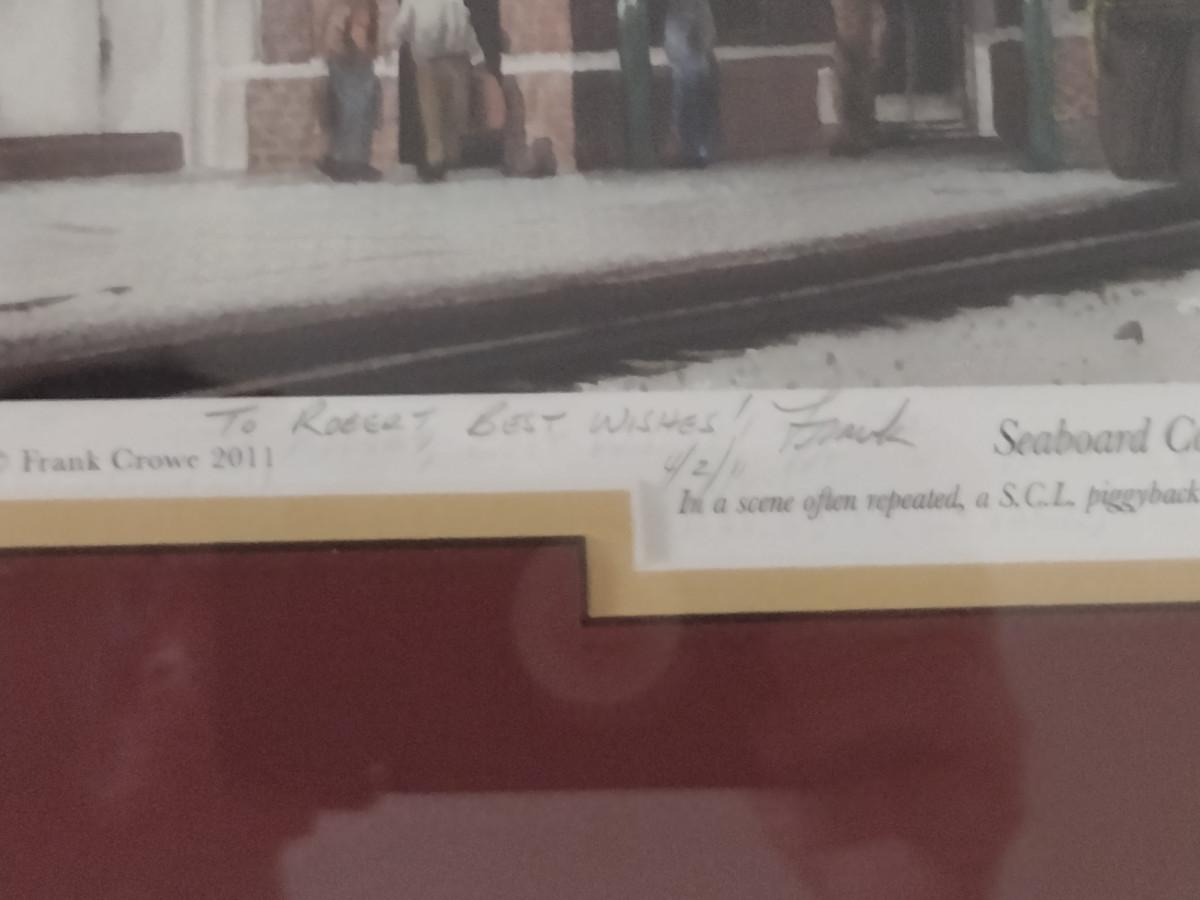 To Robert, Best Wishes! Frank
4/2/11
© Frank Crowe 2011
Seaboard Co
In a scene often repeated, a S.C.L. piggyback